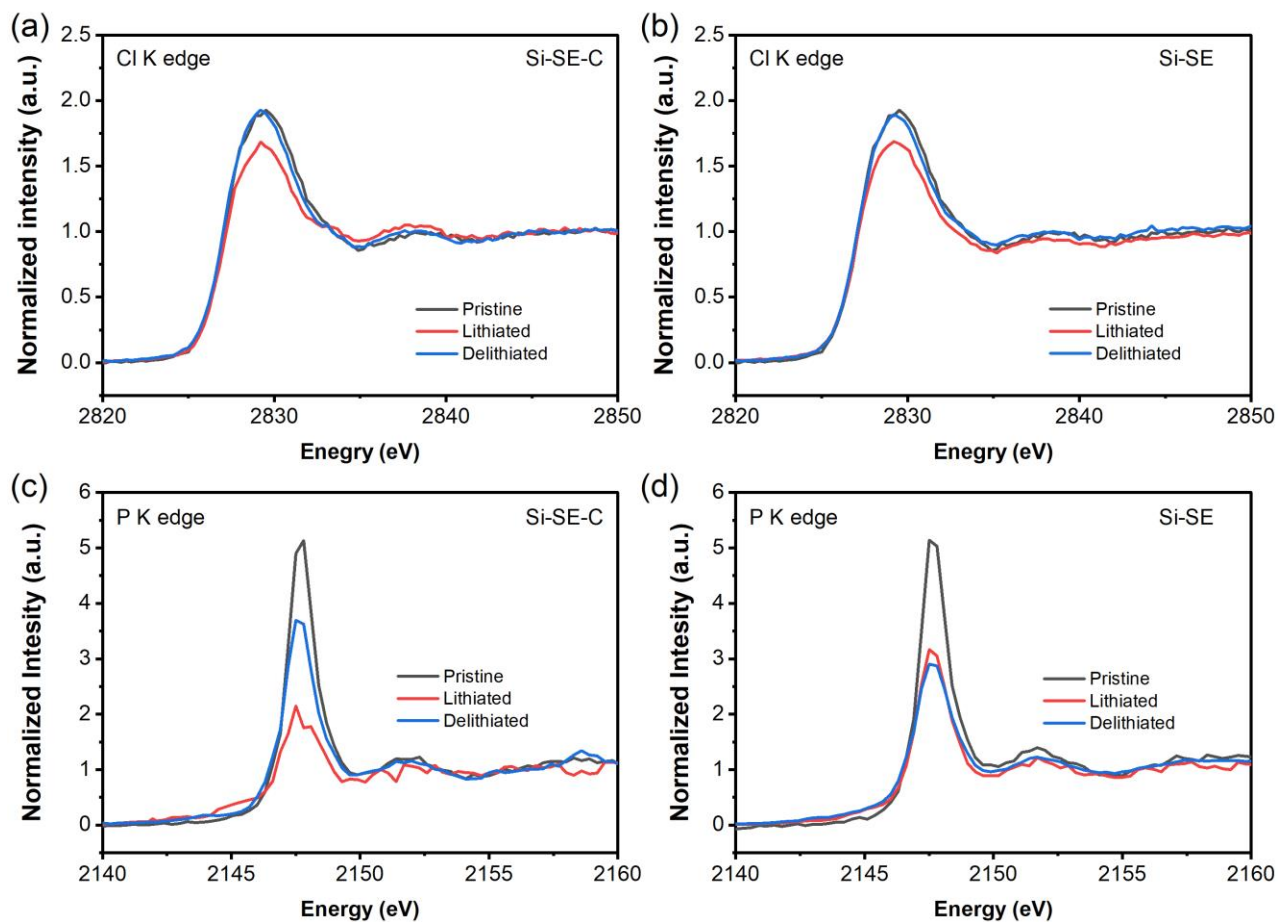 (a)
Cl K edge
Si-SE-C
Normalized intensity (a.u.)
2.5
2.0
1.5
1.0
0.5
0.0
Pristine
Lithiated
Delithiated
2820
2830
2840
2850
Enegry (eV)
(b)
Cl K edge
Si-SE
Normalized intensity (a.u.)
2.5
2.0
1.5
1.0
0.5
0.0
Pristine
Lithiated
Delithiated
2820
2830
2840
2850
Enegry (eV)
(c)
P K edge
Si-SE-C
Normalized Intesity (a.u.)
6
5
4
3
2
1
0
Pristine
Lithiated
Delithiated
2140
2145
2150
2155
2160
Energy (eV)
(d)
P K edge
Si-SE
Normalized Intesity (a.u.)
6
5
4
3
2
1
0
Pristine
Lithiated
Delithiated
2140
2145
2150
2155
2160
Energy (eV)